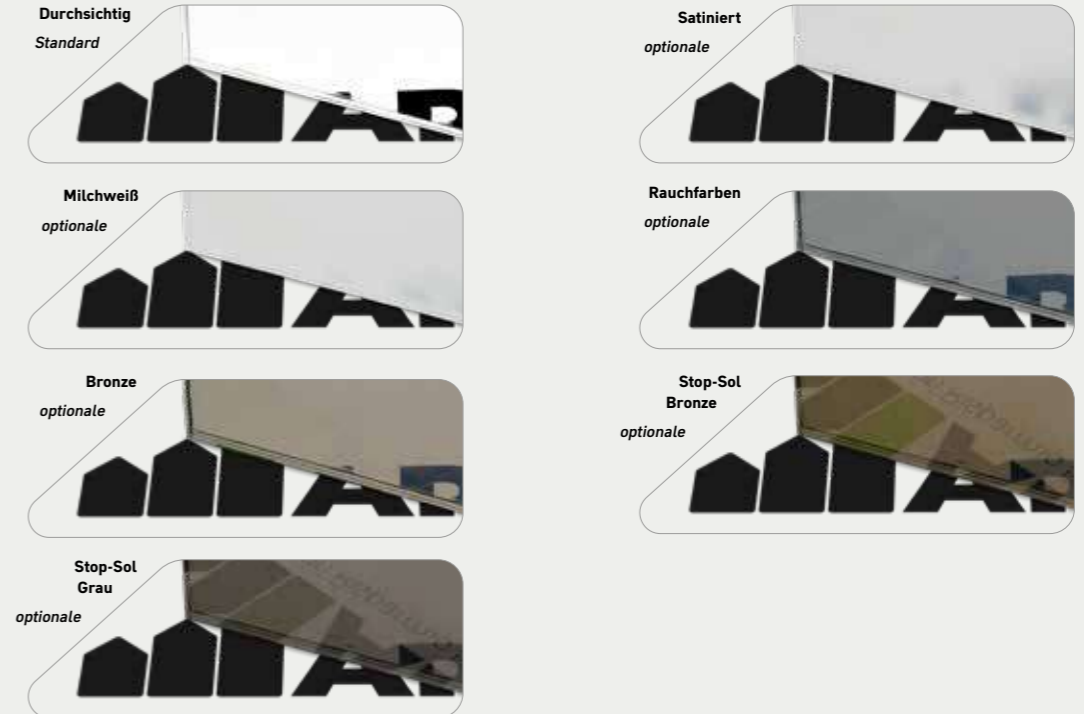 Durchsichtig
Standard
Satiniert
optionale
Milchweiß
optionale
Rauchfarben
optionale
Bronze
optionale
Stop-Sol
Bronze
optionale
Stop-Sol
Grau
optionale